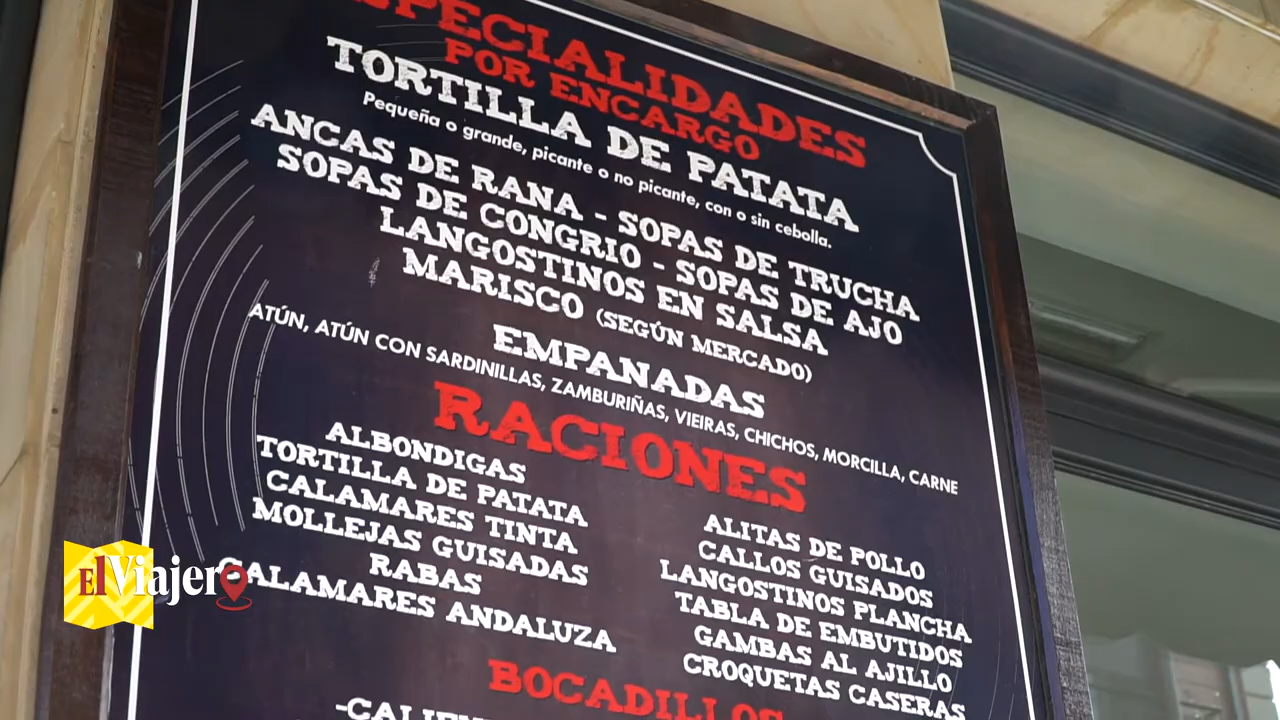 ESPECIALIDADES
POR ENCARGO
TORTILLA DE PATATA
Pequeña o grande, picante o no picante, con o sin cebolla.
ANCAS DE RANA - SOPAS DE TRUCHA
SOPAS DE CONGRIO - SOPAS DE AJO
LANGOSTINOS EN SALSA
MARISCO (SEGÚN MERCADO)
EMPANADAS
ATÚN, ATÚN CON SARDINILLAS, ZAMBURIÑAS, VIEIRAS, CHICHOS, MORCILLA, CARNE
RACIONES
ALBONDIGAS
TORTILLA DE PATATA
CALAMARES TINTA
MOLLEJAS GUISADAS
RABAS
CALAMARES ANDALUZA
ALITAS DE POLLO
CALLOS GUISADOS
LANGOSTINOS PLANCHA
TABLA DE EMBUTIDOS
GAMBAS AL AJILLO
CROQUETAS CASERAS
BOCADILLOS
El Viajero